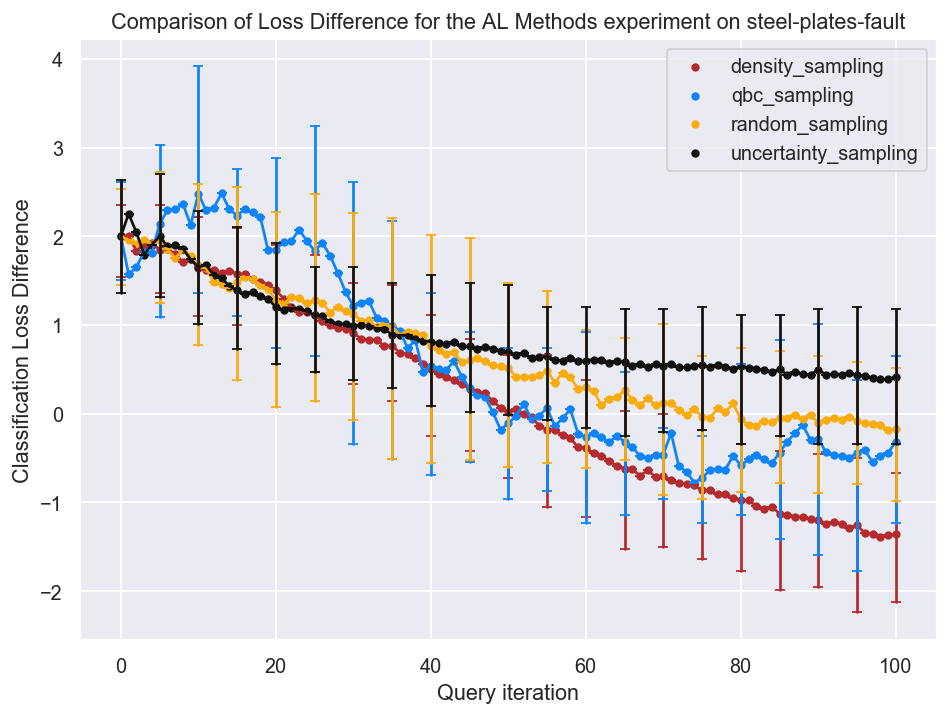 Comparison of Loss Difference for the AL Methods experiment on steel-plates-fault
density_sampling
qbc_sampling
random_sampling
uncertainty_sampling
Classification Loss Difference
4
3
2
1
0
−1
−2
0 20 40 60 80 100
Query iteration